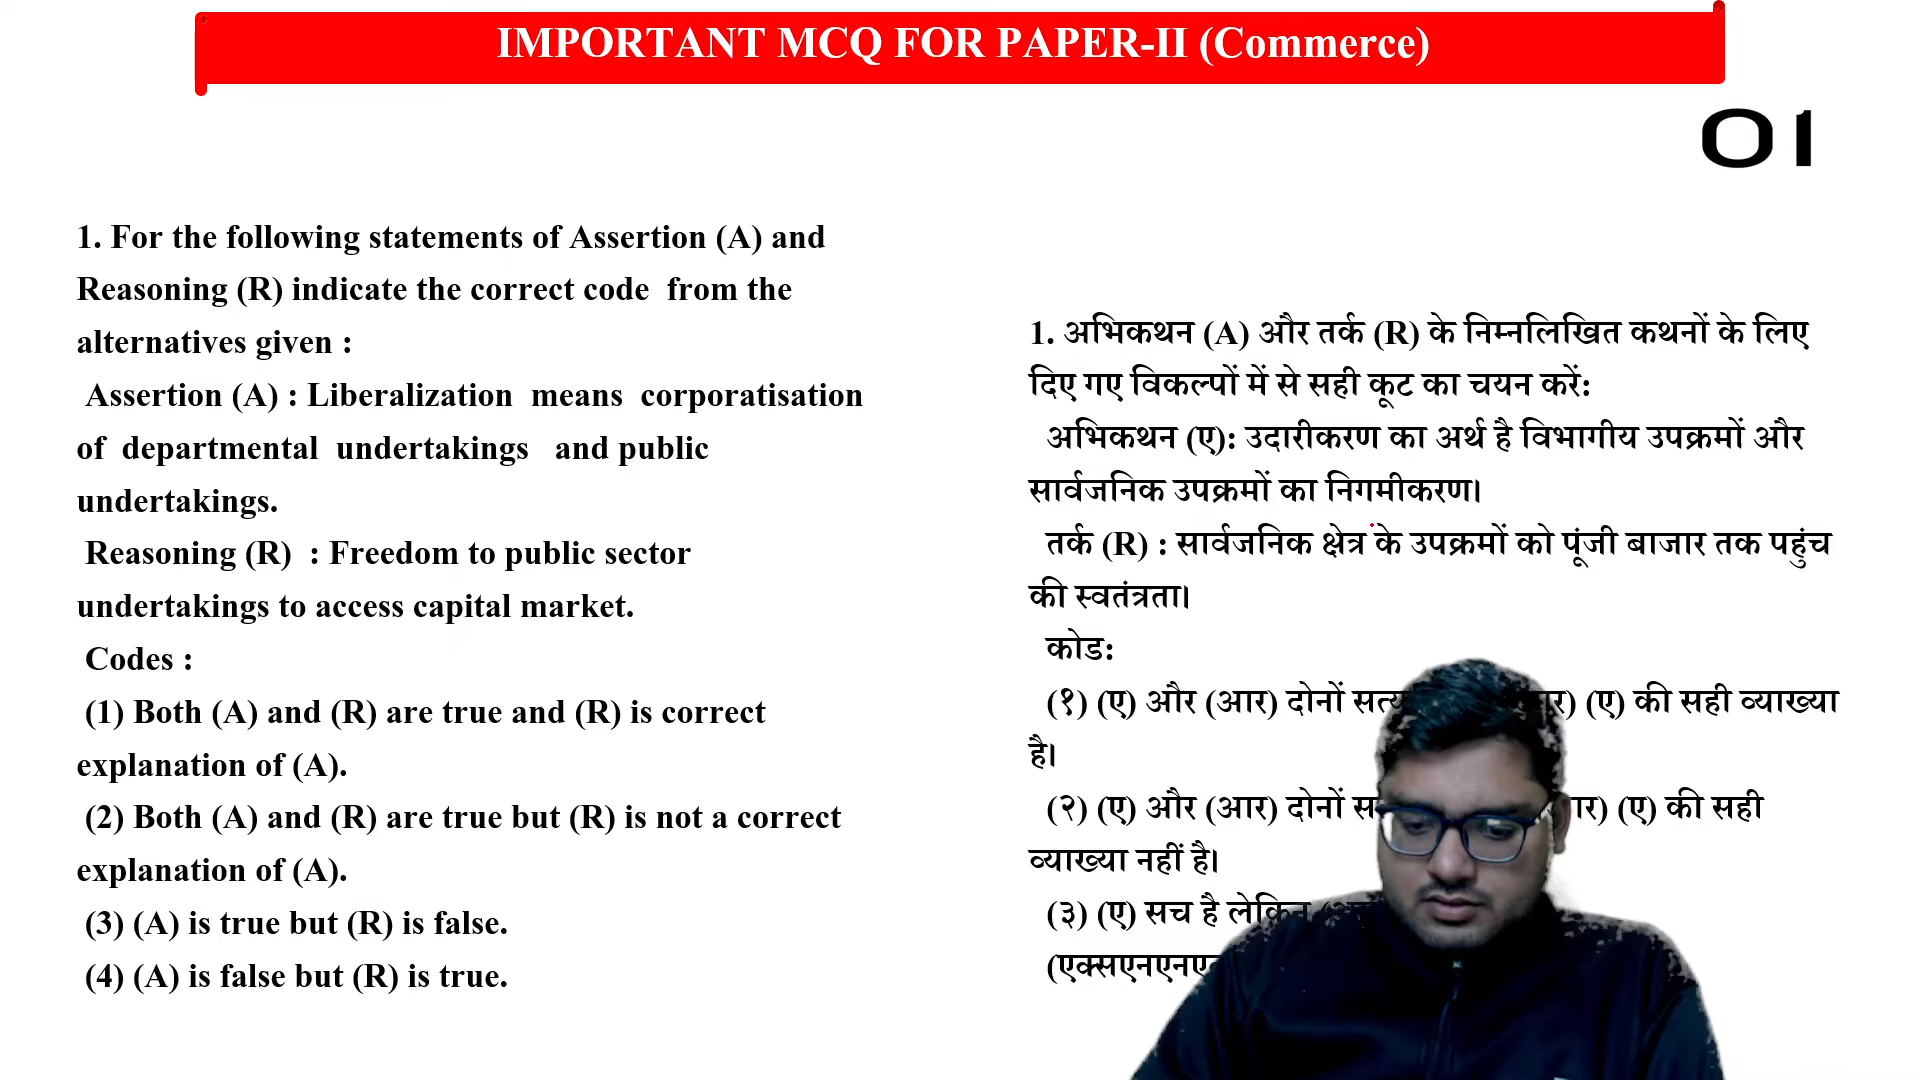 IMPORTANT MCQ FOR PAPER-II (Commerce)
01
1. For the following statements of Assertion (A) and
Reasoning (R) indicate the correct code from the
alternatives given :
Assertion (A) : Liberalization means corporatisation
of departmental undertakings and public
undertakings.
Reasoning (R) : Freedom to public sector
undertakings to access capital market.
Codes :
(1) Both (A) and (R) are true and (R) is correct
explanation of (A).
(2) Both (A) and (R) are true but (R) is not a correct
explanation of (A).
(3) (A) is true but (R) is false.
(4) (A) is false but (R) is true.
1. अभिकथन (A) और तर्क (R) के निम्नलिखित कथनों के लिए
दिए गए विकल्पों में से सही कूट का चयन करें:
अभिकथन (ए): उदारीकरण का अर्थ है विभागीय उपक्रमों और
सार्वजनिक उपक्रमों का निगमीकरण।
तर्क (R) : सार्वजनिक क्षेत्र के उपक्रमों को पूंजी बाजार तक पहुंच
की स्वतंत्रता।
कोड:
(१) (ए) और (आर) दोनों (ए) की सही व्याख्या
है।
(२) (ए) और (आर) दोनों (ए) की सही
व्याख्या नहीं है।
(३) (ए) सच है लेकिन